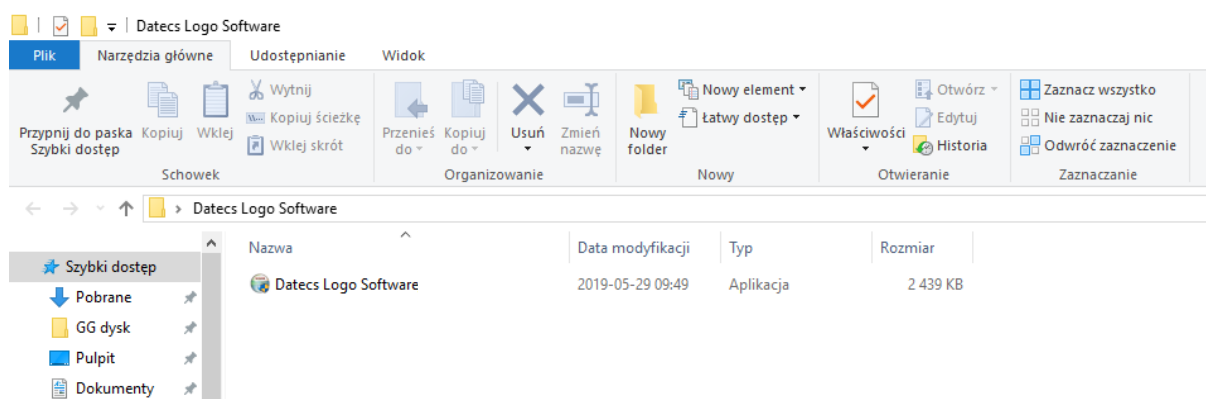 Datecs Logo Software
Plik Narzędzia główne Udostępnianie Widok
Przypnij do paska Szybki dostęp
Kopiuj
Wklej
Wytnij
Kopiuj ścieżkę
Wklej skrót
Schowek
Przenieś do
Kopiuj do
Usuń
Zmień nazwę
Organizowanie
Nowy folder
Nowy element
Łatwy dostęp
Nowy
Właściwości
Otwórz
Edytuj
Historia
Otwieranie
Zaznacz wszystko
Nie zaznaczaj nic
Odwróć zaznaczenie
Zaznaczanie
Datecs Logo Software
Szybki dostęp
Pobrane
GG dysk
Pulpit
Dokumenty
Nazwa Data modyfikacji Typ Rozmiar
Datecs Logo Software 2019-05-29 09:49 Aplikacja 2 439 KB